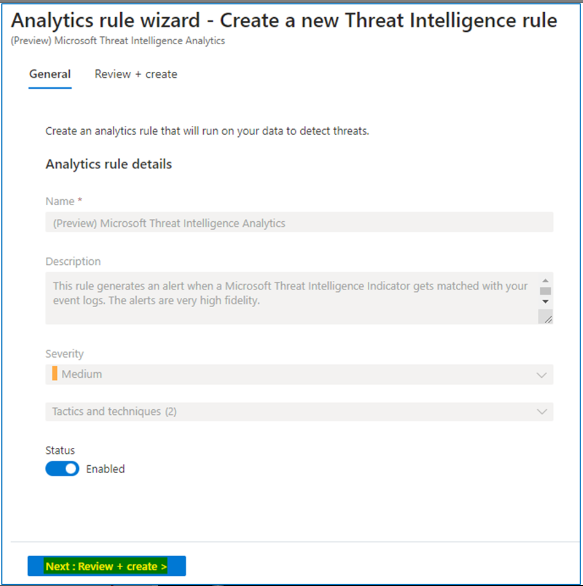 Analytics rule wizard - Create a new Threat Intelligence rule
(Preview) Microsoft Threat Intelligence Analytics
General Review + create
Create an analytics rule that will run on your data to detect threats.
Analytics rule details
Name *
(Preview) Microsoft Threat Intelligence Analytics
Description
This rule generates an alert when a Microsoft Threat Intelligence Indicator gets matched with your
event logs. The alerts are very high fidelity.
Severity
Medium
Tactics and techniques (2)
Status
Enabled
Next : Review + create >